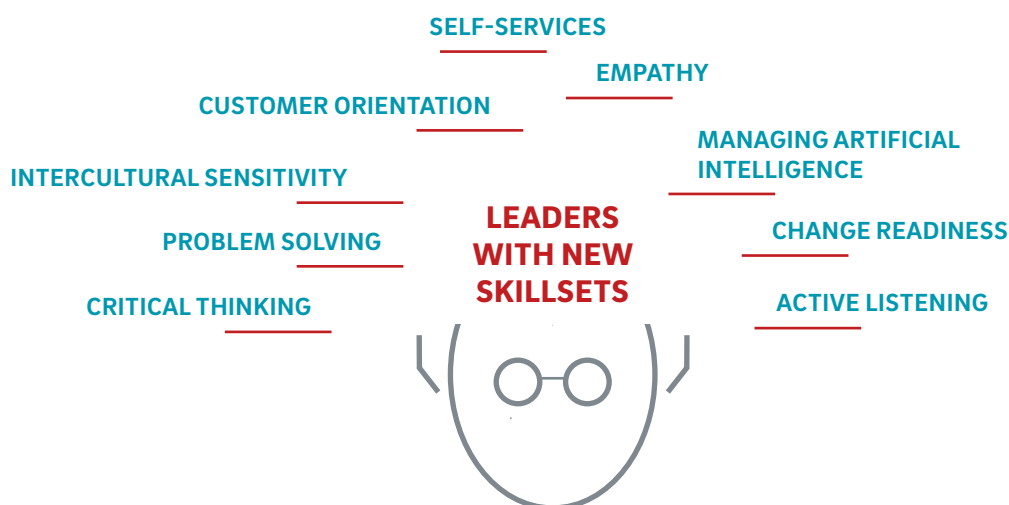 SELF-SERVICES
EMPATHY
CUSTOMER ORIENTATION
MANAGING ARTIFICIAL
INTELLIGENCE
INTERCULTURAL SENSITIVITY
LEADERS
WITH NEW
SKILLSETS
CHANGE READINESS
PROBLEM SOLVING
CRITICAL THINKING
ACTIVE LISTENING